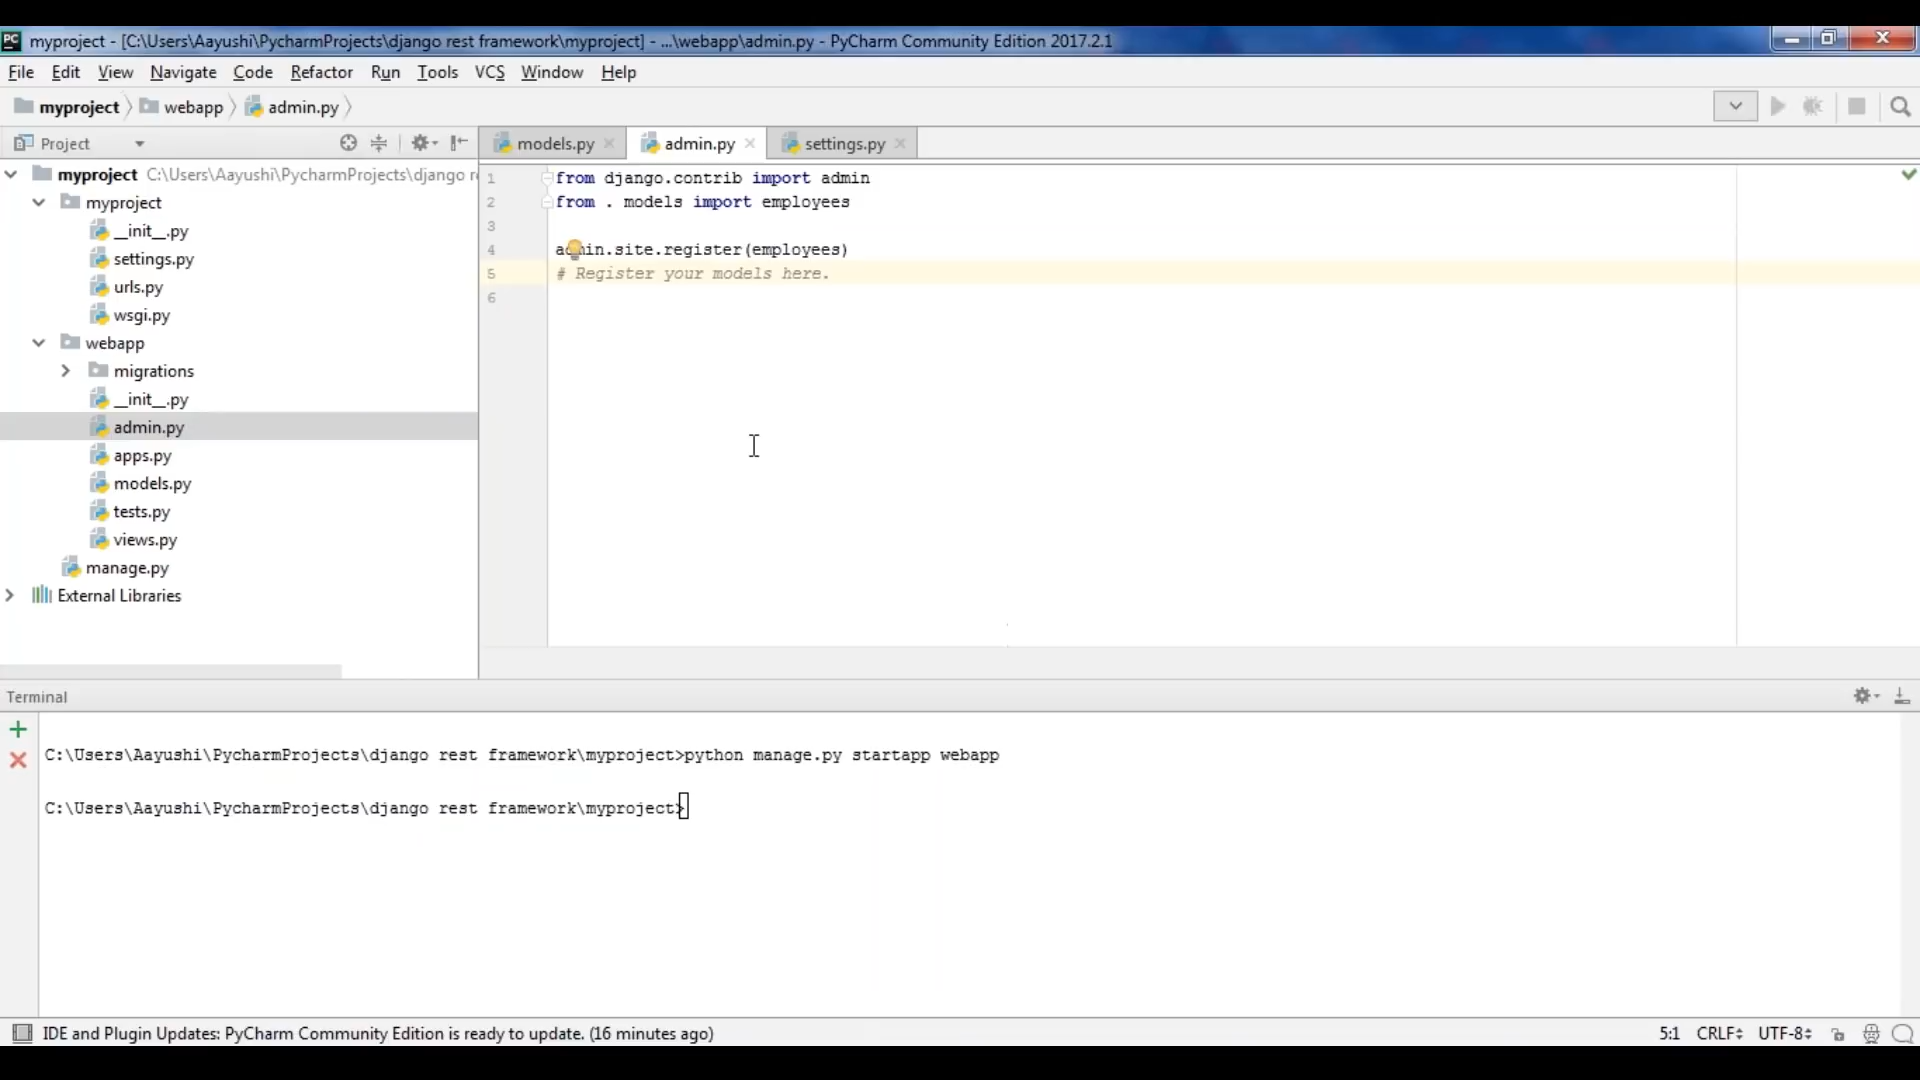 PC myproject - [C:\Users\Aayushi\PycharmProjects\django rest framework\myproject] - ...\webapp\admin.py - PyCharm Community Edition 2017.2.1
File Edit View Navigate Code Refactor Run Tools VCS Window Help
myproject webapp admin.py
Project models.py admin.py settings.py
myproject C:\Users\Aayushi\PycharmProjects\django r
myproject
__init__.py
settings.py
urls.py
wsgi.py
webapp
migrations
__init__.py
admin.py
apps.py
models.py
tests.py
views.py
manage.py
External Libraries
1 from django.contrib import admin
2 from . models import employees
3
4 admin.site.register(employees)
5 # Register your models here.
6
Terminal
C:\Users\Aayushi\PycharmProjects\django rest framework\myproject>python manage.py startapp webapp
C:\Users\Aayushi\PycharmProjects\django rest framework\myproject>
IDE and Plugin Updates: PyCharm Community Edition is ready to update. (16 minutes ago) 5:1 CRLF UTF-8